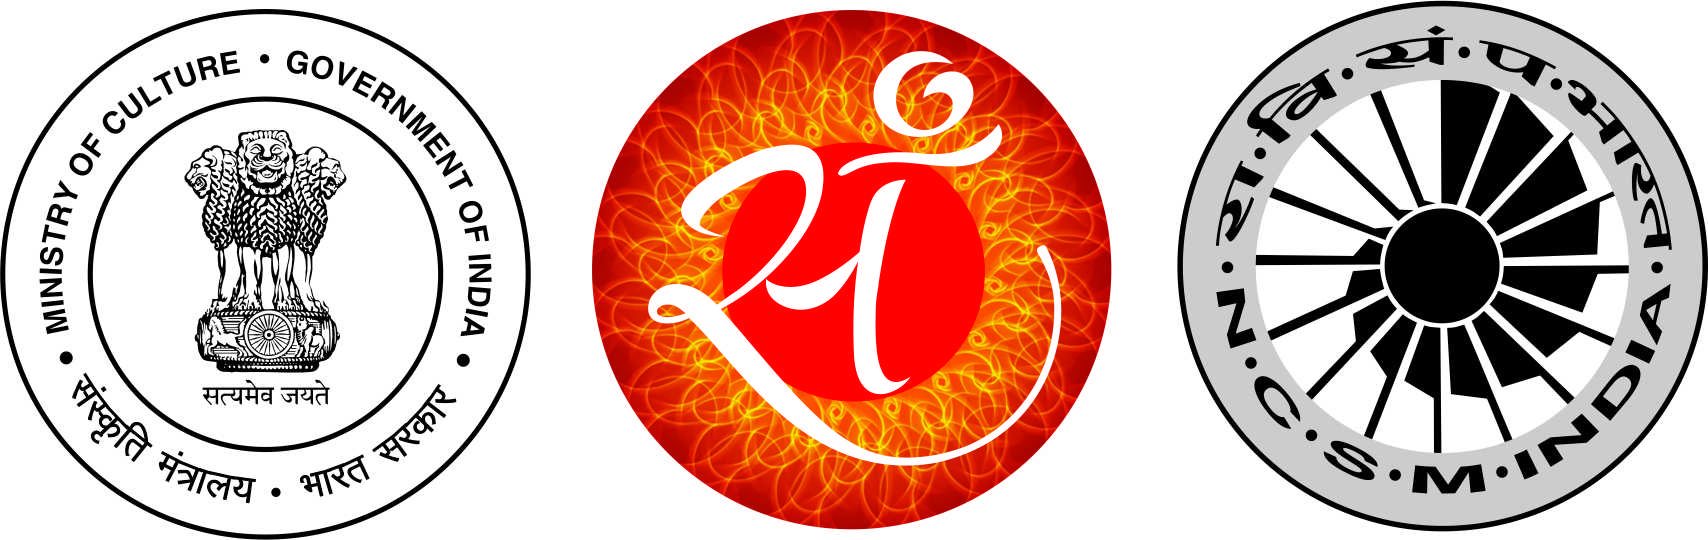 MINISTRY OF CULTURE • GOVERNMENT OF INDIA
सत्यमेव जयते
संस्कृति मंत्रालय • भारत सरकार
सं
रा•वि•सं•प•भारत
N•C•S•M•INDIA